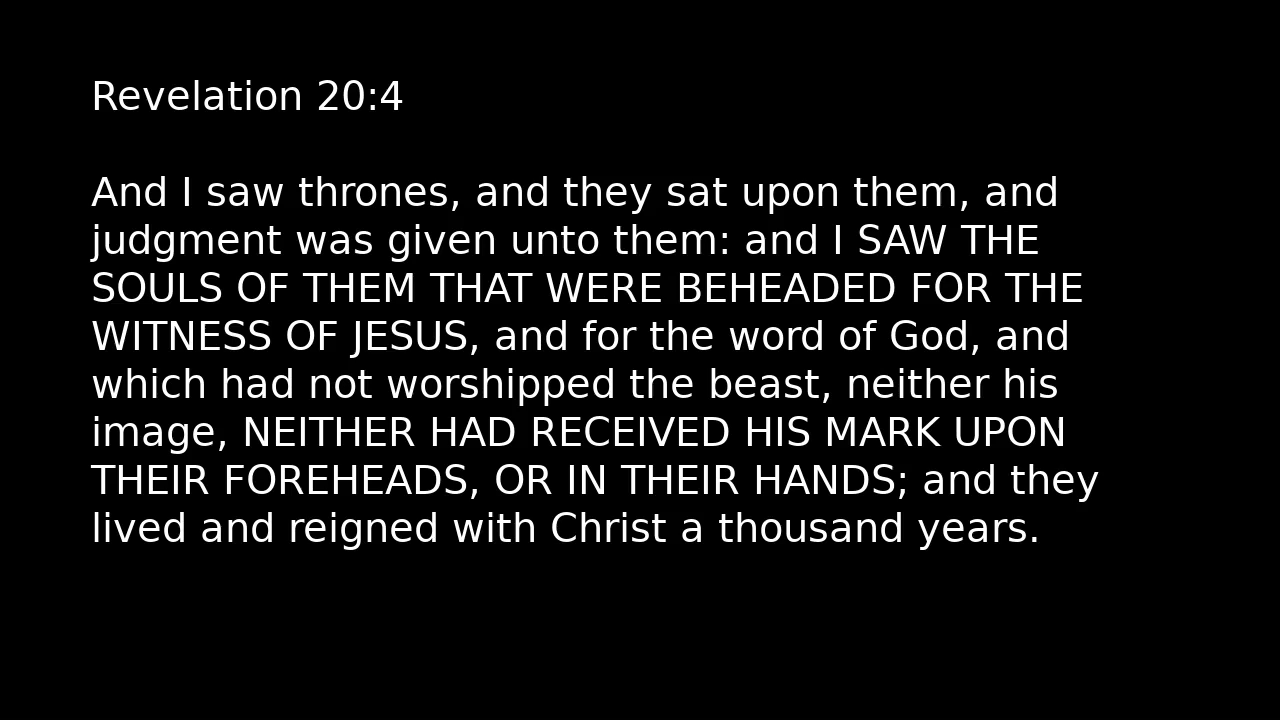 Revelation 20:4
And I saw thrones, and they sat upon them, and
judgment was given unto them: and I SAW THE
SOULS OF THEM THAT WERE BEHEADED FOR THE
WITNESS OF JESUS, and for the word of God, and
which had not worshipped the beast, neither his
image, NEITHER HAD RECEIVED HIS MARK UPON
THEIR FOREHEADS, OR IN THEIR HANDS; and they
lived and reigned with Christ a thousand years.